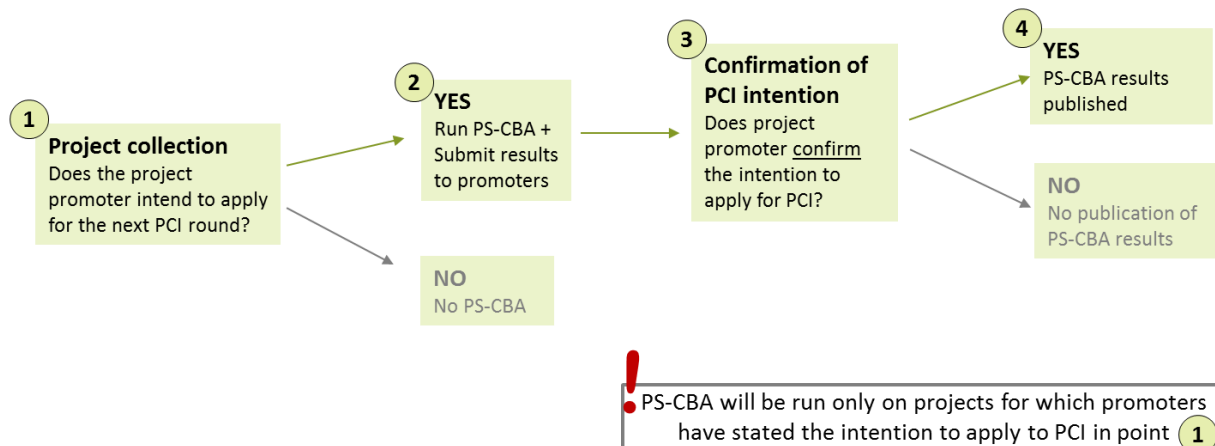 1
Project collection
Does the project
promoter intend to apply
for the next PCI round?
2
YES
Run PS-CBA +
Submit results
to promoters
NO
No PS-CBA
3
Confirmation of
PCI intention
Does project
promoter confirm
the intention to
apply for PCI?
4
YES
PS-CBA results
published
NO
No publication of
PS-CBA results
!
PS-CBA will be run only on projects for which promoters
have stated the intention to apply to PCI in point 1